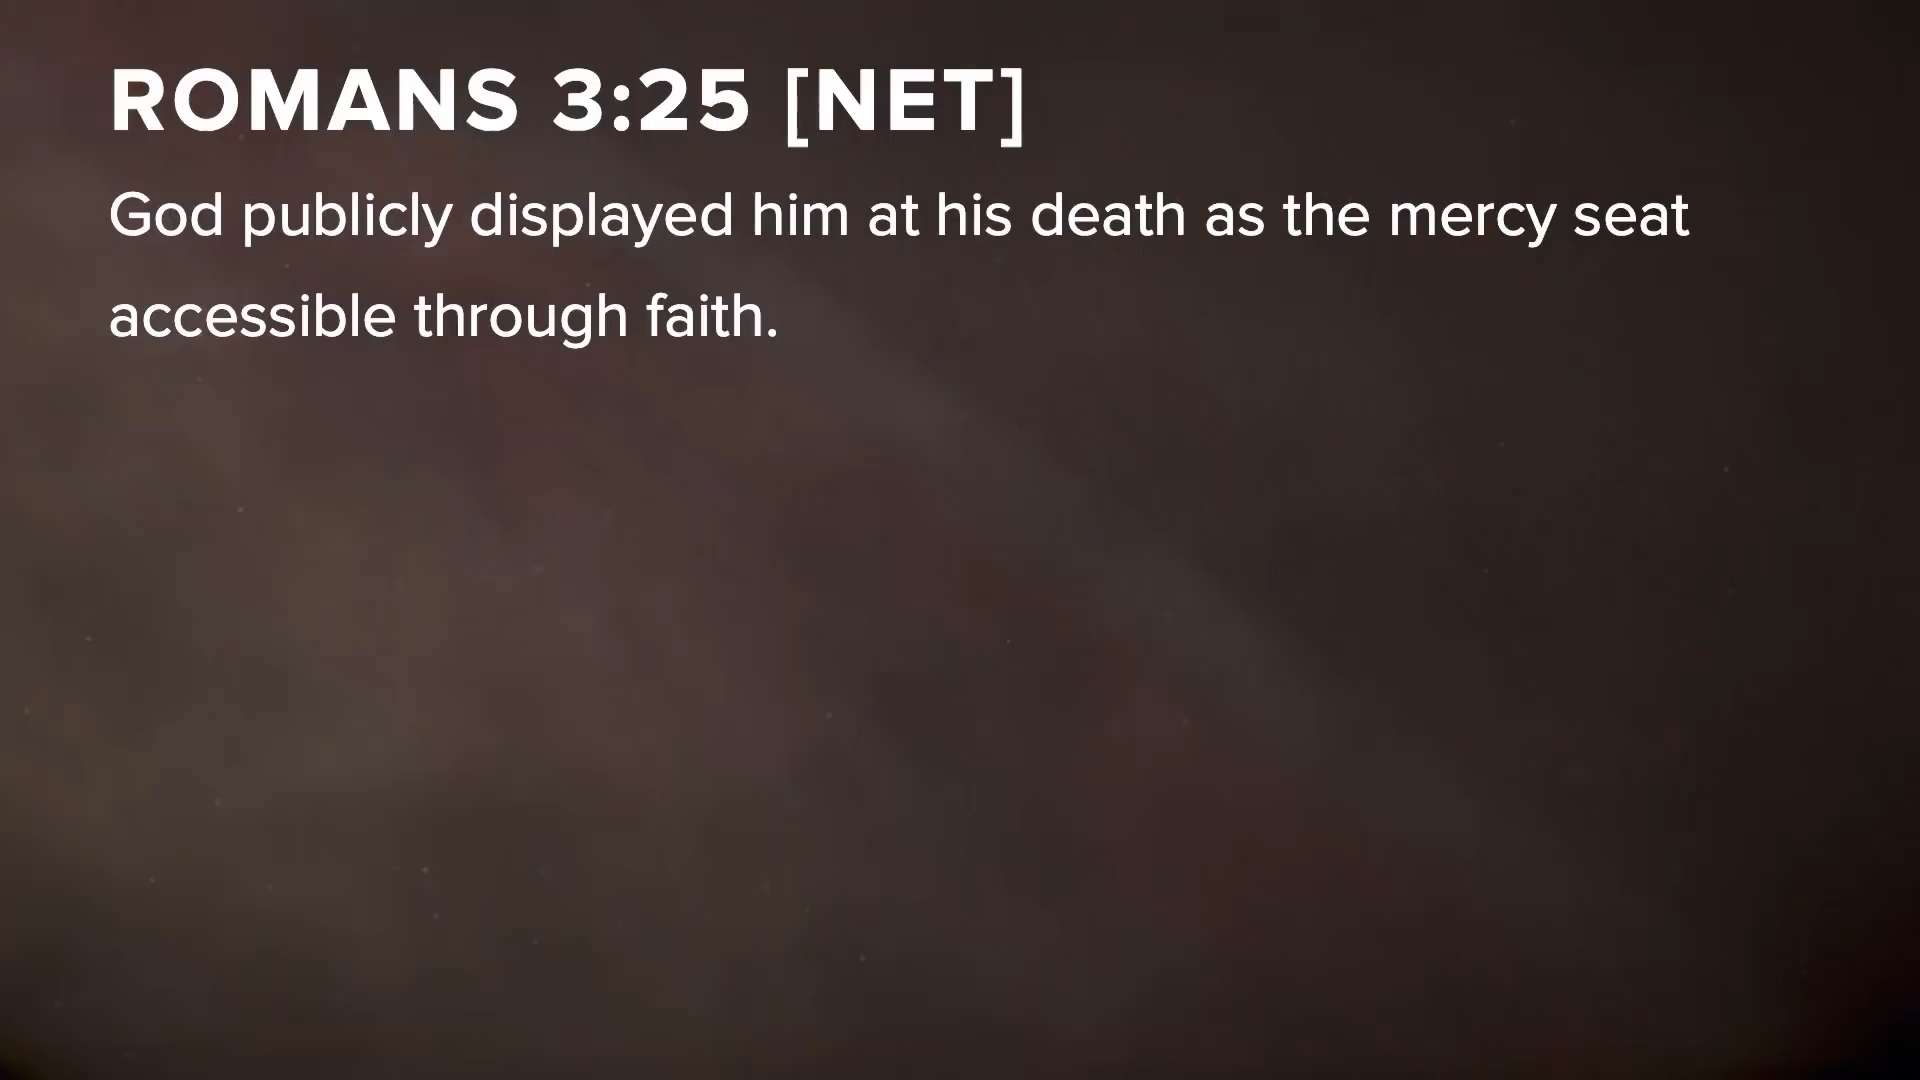 ROMANS 3:25 [NET]
God publicly displayed him at his death as the mercy seat
accessible through faith.